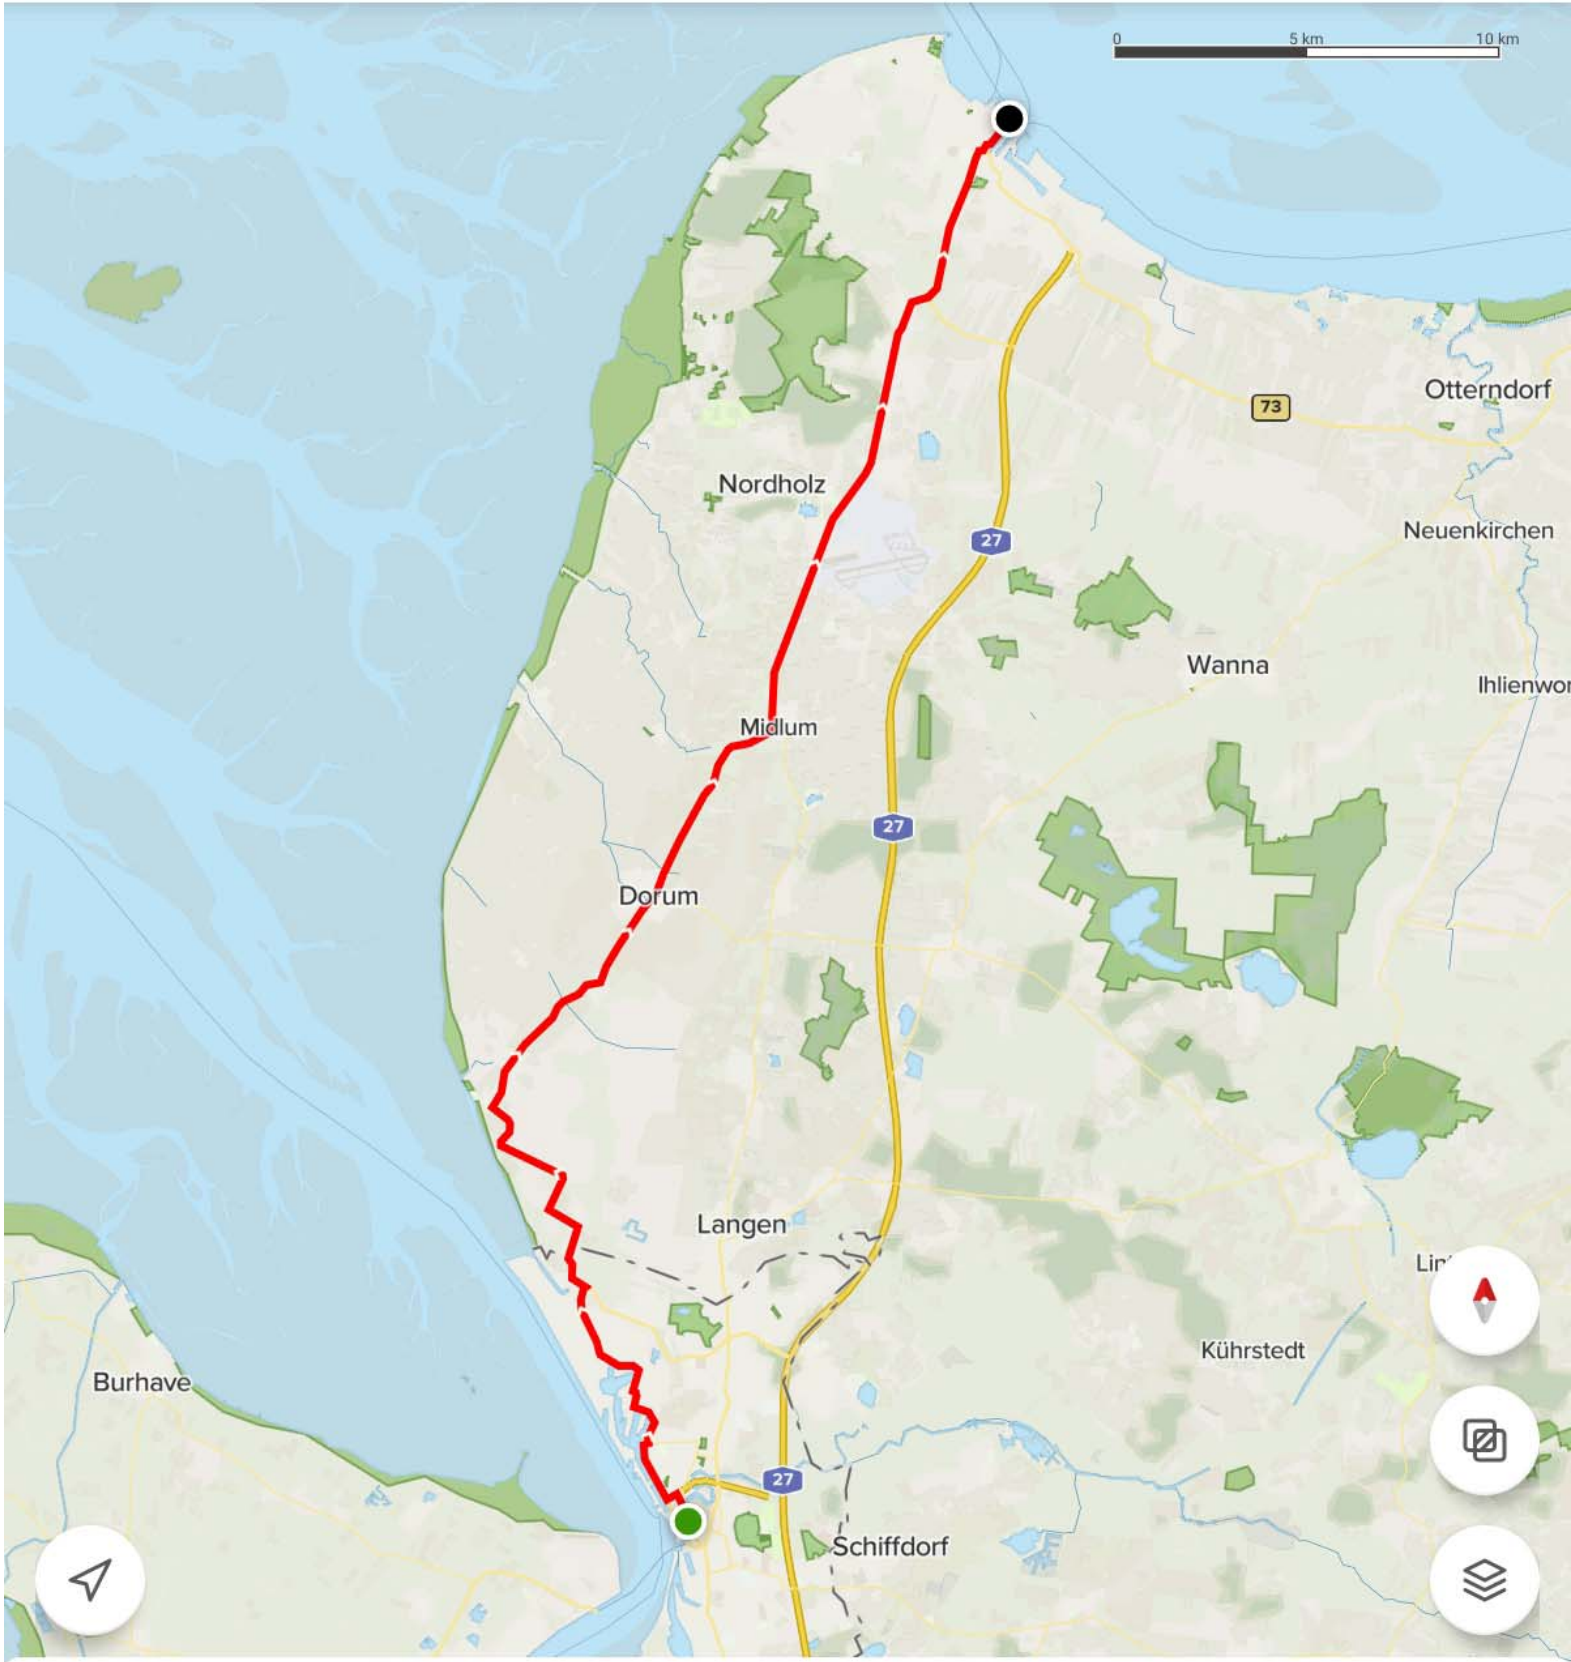 0 5 km 10 km
73
Otterndorf
Nordholz
Neuenkirchen
27
Wanna
Ihlienwor
Midlum
27
Dorum
Langen
Lin
Kührstedt
Burhave
27
Schiffdorf